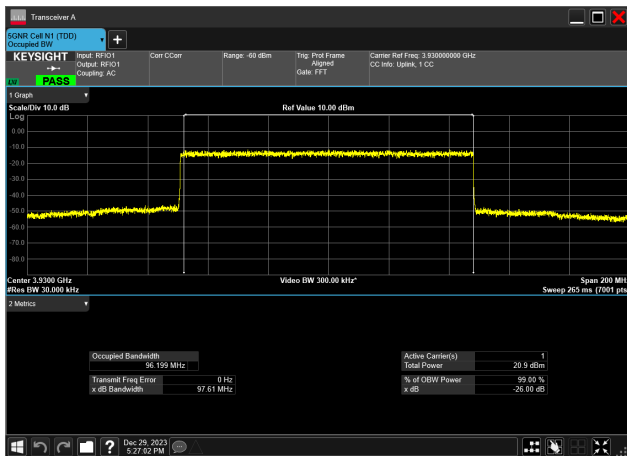 Transceiver A
5GNR Cell N1 (TDD)
Occupied BW
KEYSIGHT
Input: RFIO1
Output: RFIO1
Coupling: AC
Corr CCorr
Range: -60 dBm
Trig: Prot Frame
Aligned
Gate: FFT
Carrier Ref Freq: 3.930000000 GHz
CC Info: Uplink, 1 CC
PASS
1 Graph
Scale/Div 10.0 dB
Ref Value 10.00 dBm
Log
0.00
-10.0
-20.0
-30.0
-40.0
-50.0
-60.0
-70.0
-80.0
Center 3.9300 GHz
Video BW 300.00 kHz*
Span 200 MH
#Res BW 30.000 kHz
Sweep 265 ms (7001 pts
2 Metrics
Occupied Bandwidth
96.199 MHz
Active Carrier(s) 1
Total Power 20.9 dBm
Transmit Freq Error 0 Hz
x dB Bandwidth 97.61 MHz
% of OBW Power 99.00 %
x dB -26.00 dB
Dec 29, 2023
5:27:02 PM